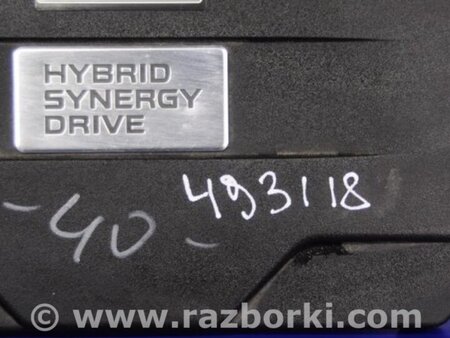 HYBRID
SYNERGY
DRIVE
493118
-40-
© www.razborki.com